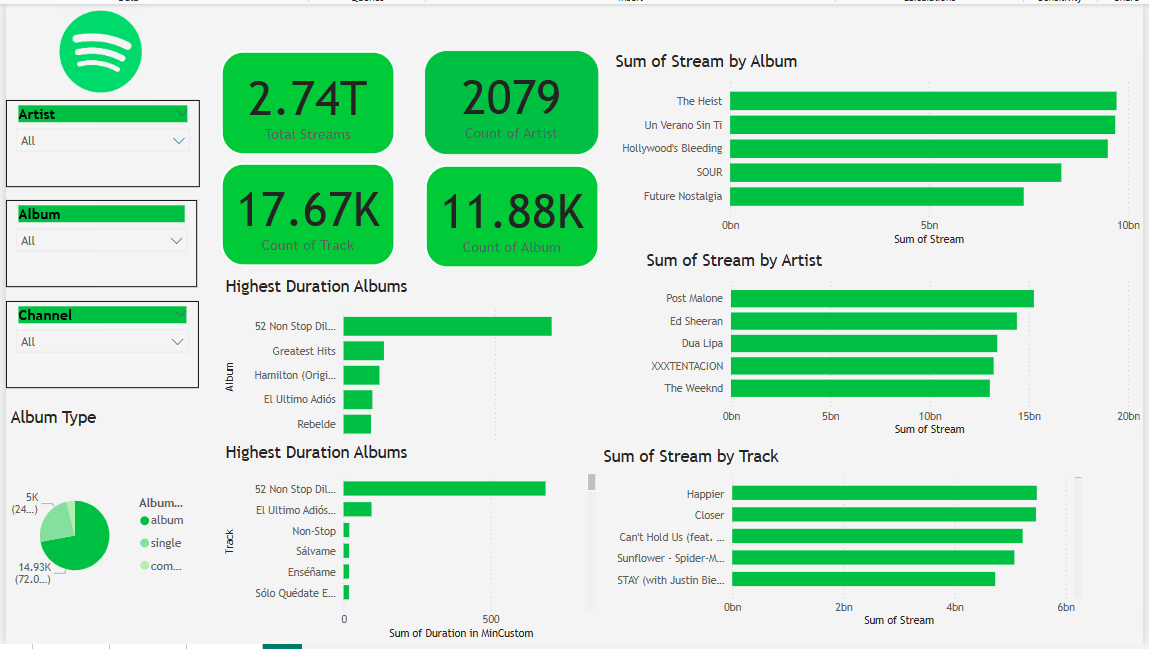 Artist
All
Album
All
Channel
All
2.74T
Total Streams
2079
Count of Artist
17.67K
Count of Track
11.88K
Count of Album
Sum of Stream by Album
The Heist
Un Verano Sin Ti
Hollywood's Bleeding
SOUR
Future Nostalgia
0bn 5bn 10bn
Sum of Stream
Sum of Stream by Artist
Post Malone
Ed Sheeran
Dua Lipa
XXXTENTACION
The Weeknd
0bn 5bn 10bn 15bn 20bn
Sum of Stream
Highest Duration Albums
Album
52 Non Stop Dil...
Greatest Hits
Hamilton (Origi...
El Ultimo Adiós
Rebelde
Highest Duration Albums
Track
52 Non Stop Dil...
El Ultimo Adiós...
Non-Stop
Sálvame
Enséñame
Sólo Quédate E...
0 500
Sum of Duration in MinCustom
Album Type
5K
(24...)
14.93K
(72.0...)
Album...
album
single
com...
Sum of Stream by Track
Happier
Closer
Can't Hold Us (feat. ...
Sunflower - Spider-M...
STAY (with Justin Bie...
0bn 2bn 4bn 6bn
Sum of Stream